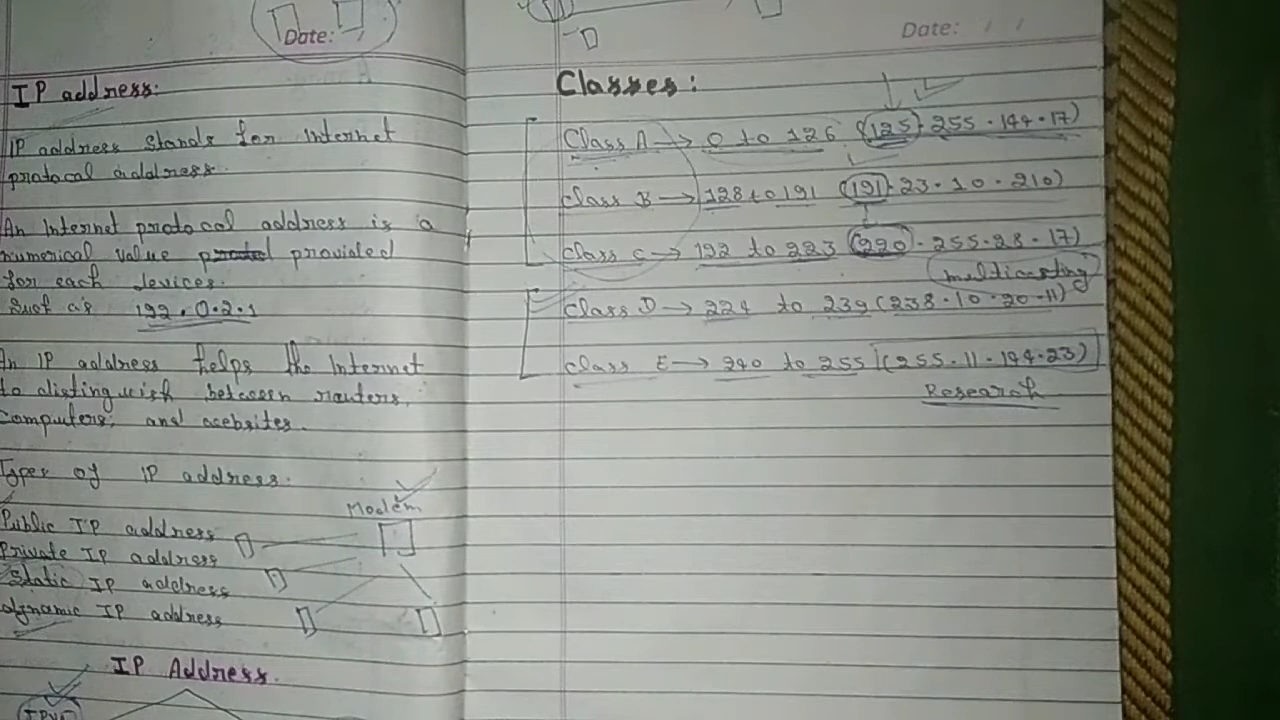 Date:
IP address:
IP address stands for Internet
protocal address.
An Internet protocal address is a
numerical value provided
for each devices.
Such as 192.0.2.1
An IP address helps the Internet
to distinguish between routers,
computers, and websites.
Types of IP address.
Modem
Public IP address
Private IP address
Static IP address
dynamic IP address
IP Address.
IPV
D
Date: / /
Classes:
Class A → 0 to 126 (125.255.144.17)
class B → 128 to 191 (191.23.10.210)
class c → 192 to 223 (220.255.28.17)
multicasting
class D → 224 to 239 (238.10.20.11)
class E → 240 to 255 (255.11.144.23)
Research